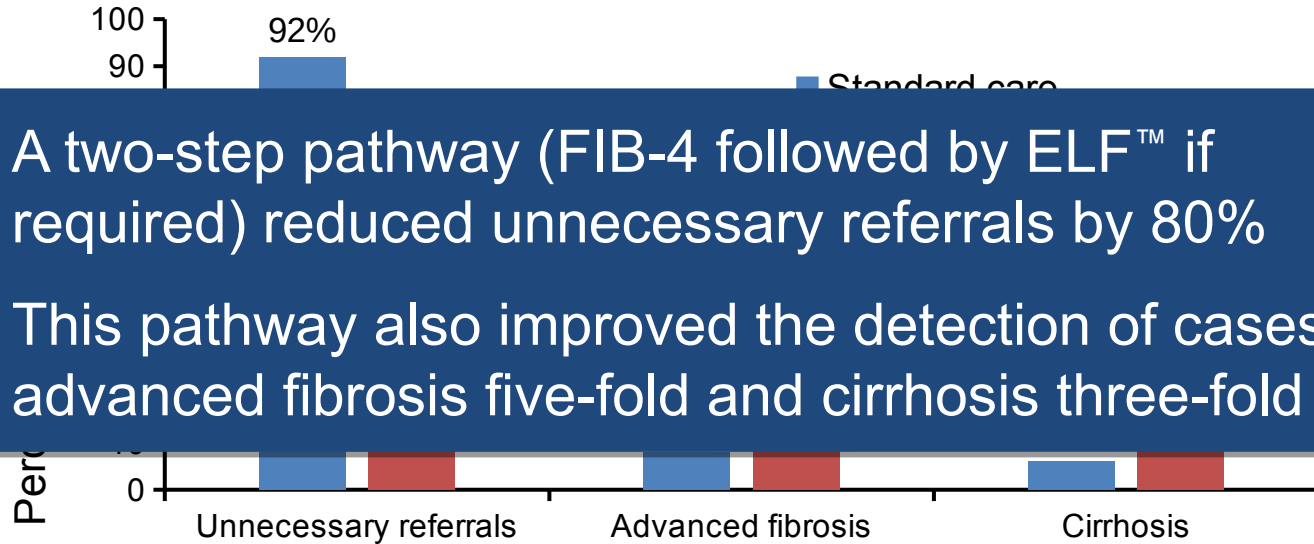 100
92%
90
Standard care
A two-step pathway (FIB-4 followed by ELF™ if
required) reduced unnecessary referrals by 80%
This pathway also improved the detection of cases
advanced fibrosis five-fold and cirrhosis three-fold
0
Unnecessary referrals
Advanced fibrosis
Cirrhosis